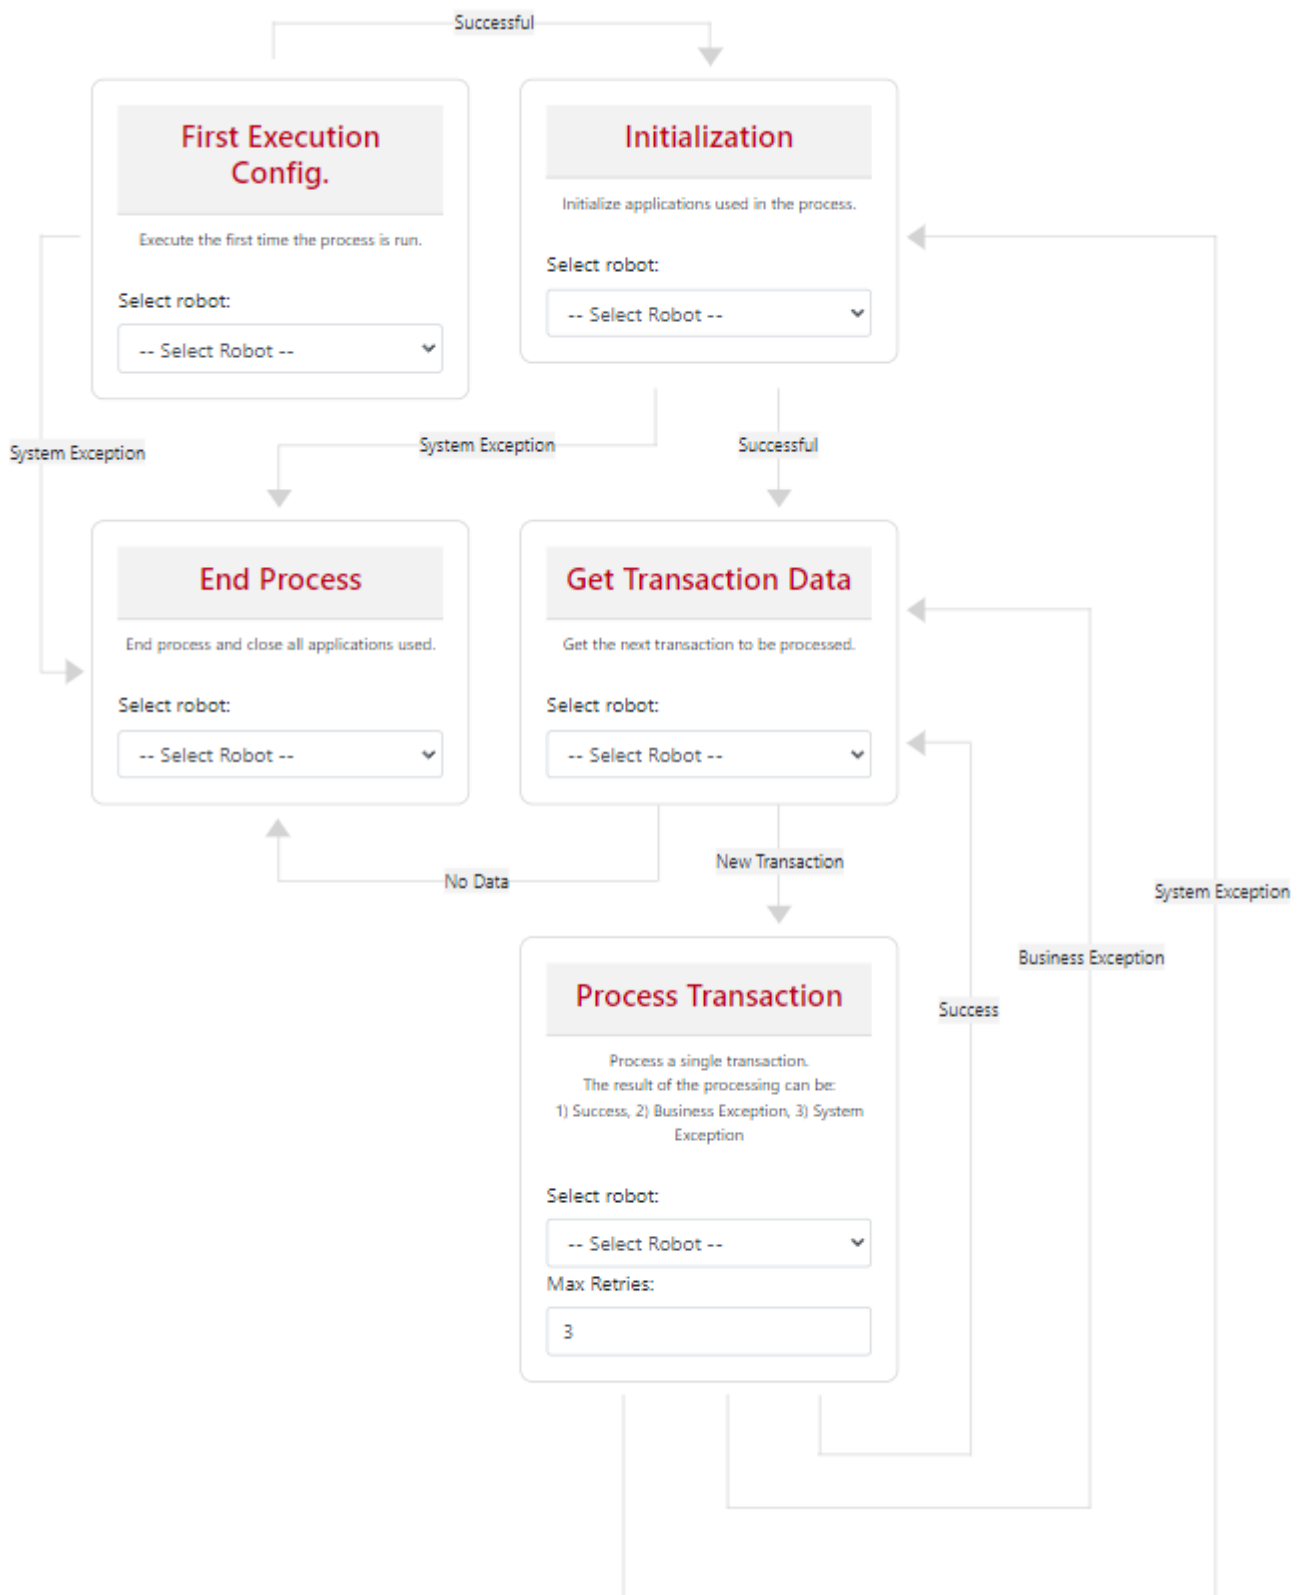 Successful
First Execution
Config.
Execute the first time the process is run.
Select robot:
-- Select Robot --
Initialization
Initialize applications used in the process.
Select robot:
-- Select Robot --
System Exception
System Exception
Successful
End Process
End process and close all applications used.
Select robot:
-- Select Robot --
Get Transaction Data
Get the next transaction to be processed.
Select robot:
-- Select Robot --
No Data
New Transaction
System Exception
Business Exception
Success
Process Transaction
Process a single transaction.
The result of the processing can be:
1) Success, 2) Business Exception, 3) System
Exception
Select robot:
-- Select Robot --
Max Retries:
3